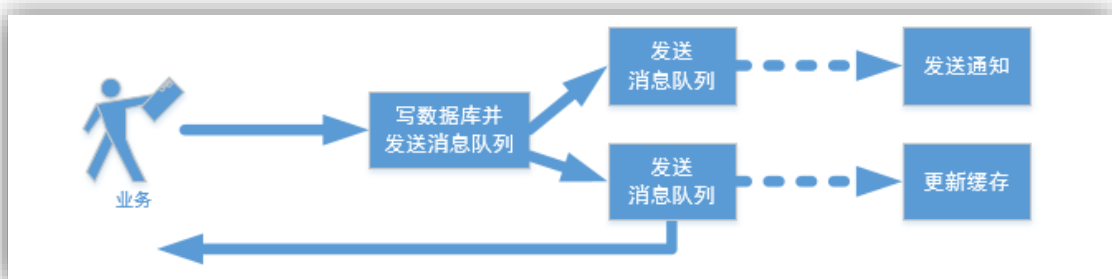 业务
写数据库并
发送消息队列
发送
消息队列
发送通知
发送
消息队列
更新缓存